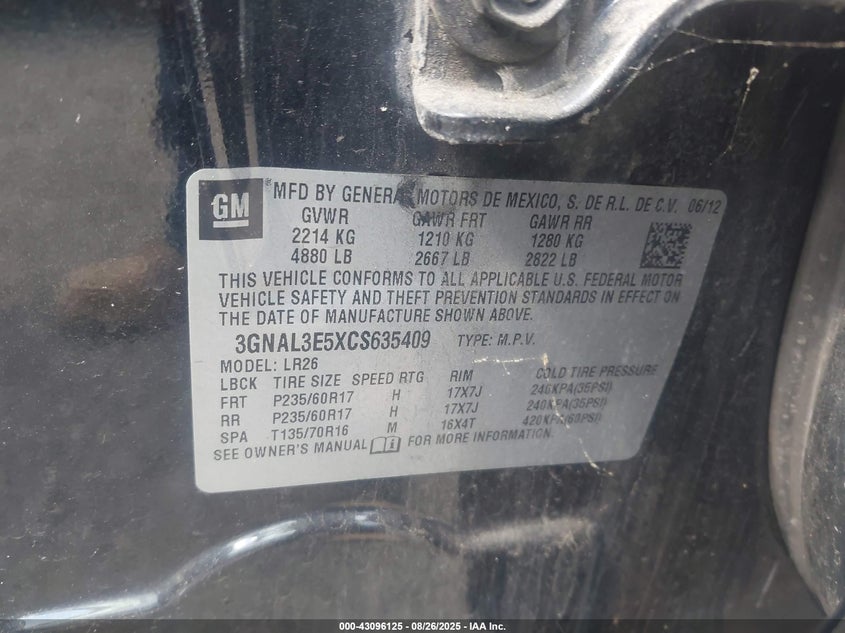 GM
MFD BY GENERAL MOTORS DE MEXICO, S. DE R.L. DE C.V. 06/12
GVWR GAWR FRT GAWR RR
2214 KG 1210 KG 1280 KG
4880 LB 2667 LB 2822 LB
THIS VEHICLE CONFORMS TO ALL APPLICABLE U.S. FEDERAL MOTOR
VEHICLE SAFETY AND THEFT PREVENTION STANDARDS IN EFFECT ON
THE DATE OF MANUFACTURE SHOWN ABOVE.
3GNAL3E5XCS635409 TYPE: M.P.V.
MODEL: LR26
LBCK TIRE SIZE SPEED RTG RIM COLD TIRE PRESSURE
FRT P235/60R17 H 17X7J 240KPA(35PSI)
RR P235/60R17 H 17X7J 240KPA(35PSI)
SPA T135/70R16 M 16X4T 420KPA(60PSI)
SEE OWNER'S MANUAL FOR MORE INFORMATION.
000-43096125 - 08/26/2025 - IAA Inc.